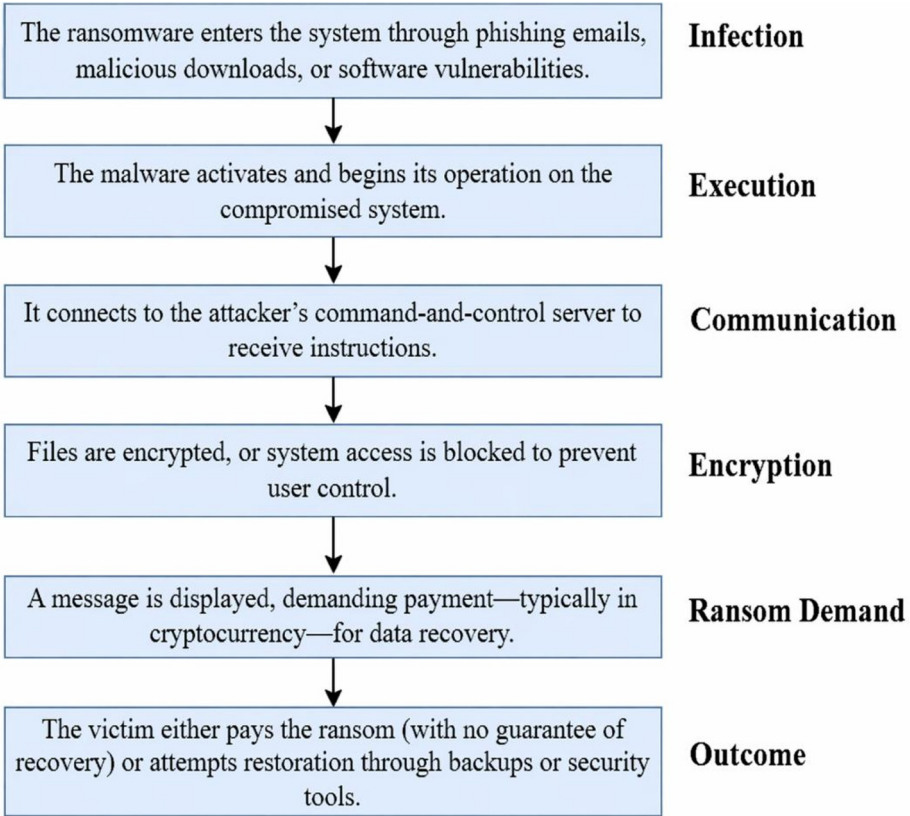 The ransomware enters the system through phishing emails,
malicious downloads, or software vulnerabilities.
Infection
The malware activates and begins its operation on the
compromised system.
Execution
It connects to the attacker’s command-and-control server to
receive instructions.
Communication
Files are encrypted, or system access is blocked to prevent
user control.
Encryption
A message is displayed, demanding payment—typically in
cryptocurrency—for data recovery.
Ransom Demand
The victim either pays the ransom (with no guarantee of
recovery) or attempts restoration through backups or security
tools.
Outcome